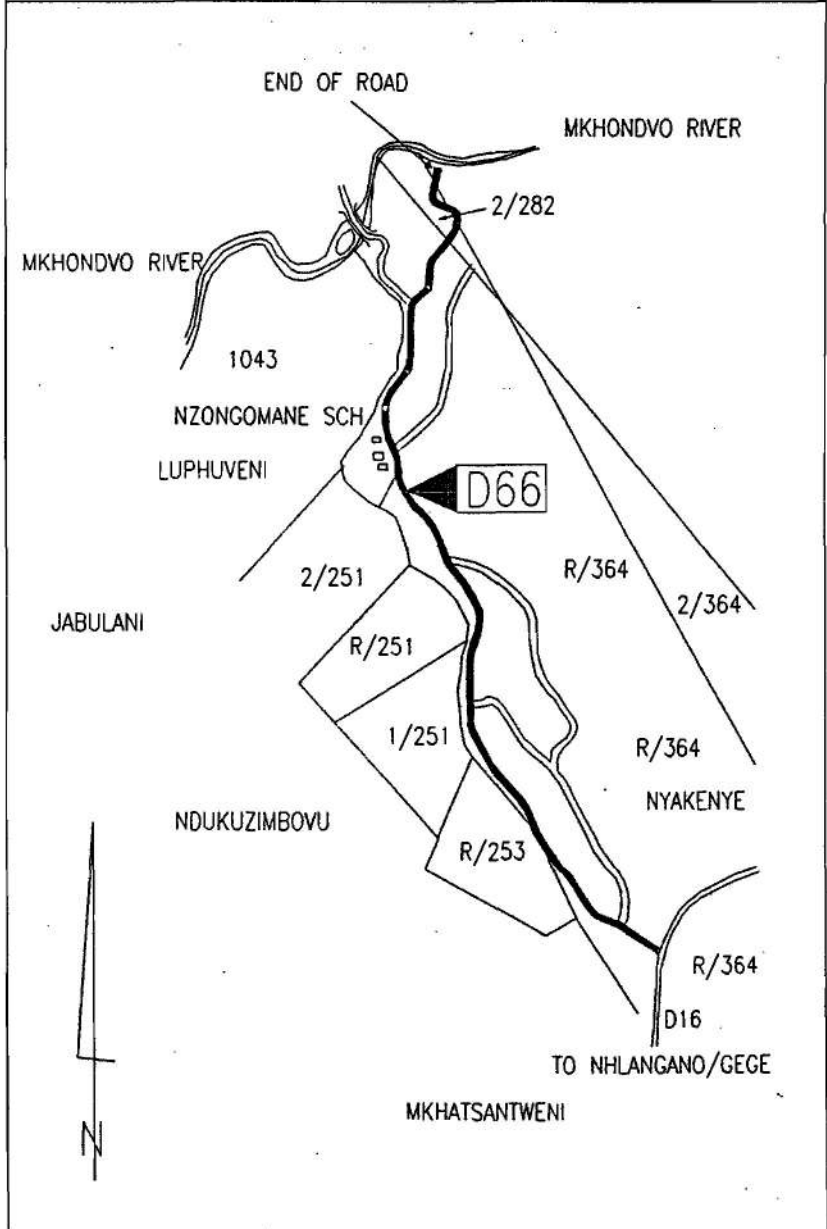 END OF ROAD
MKHONDVO RIVER
2/282
MKHONDVO RIVER
1043
NZONGOMANE SCH
LUPHUVENI
D66
2/251
R/364
2/364
JABULANI
R/251
1/251
R/364
NYAKENYE
NDUKUZIMBOVU
R/253
R/364
D16
TO NHLANGANO/GEGE
MKHATSANTWENI
N